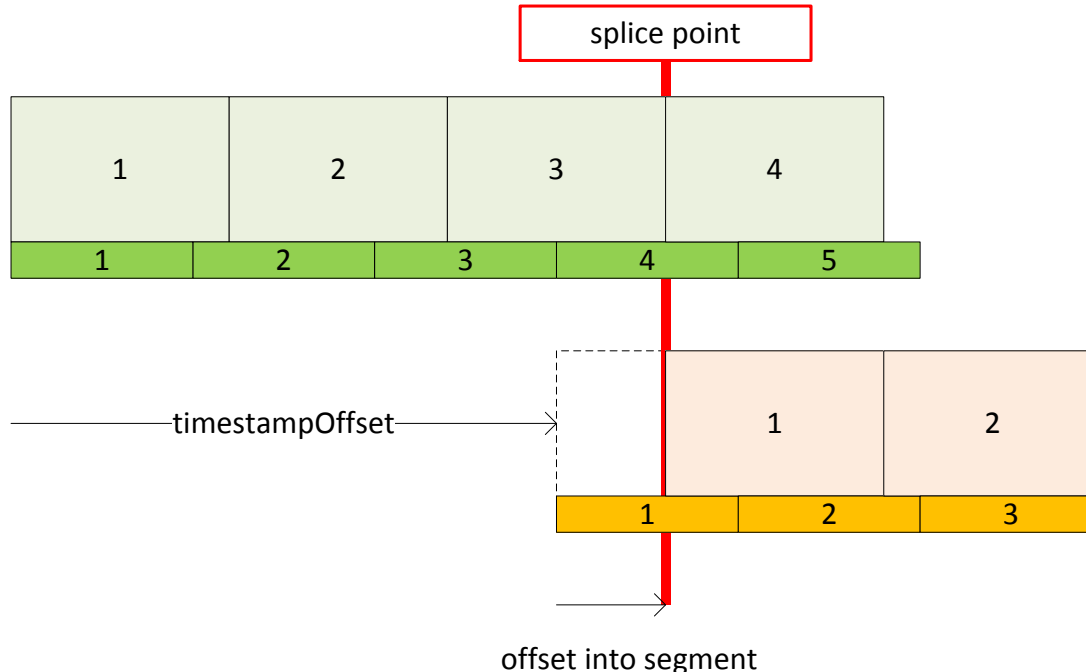 splice point
1 2 3 4
1 2 3 4 5
timestampOffset 1 2
1 2 3
offset into segment